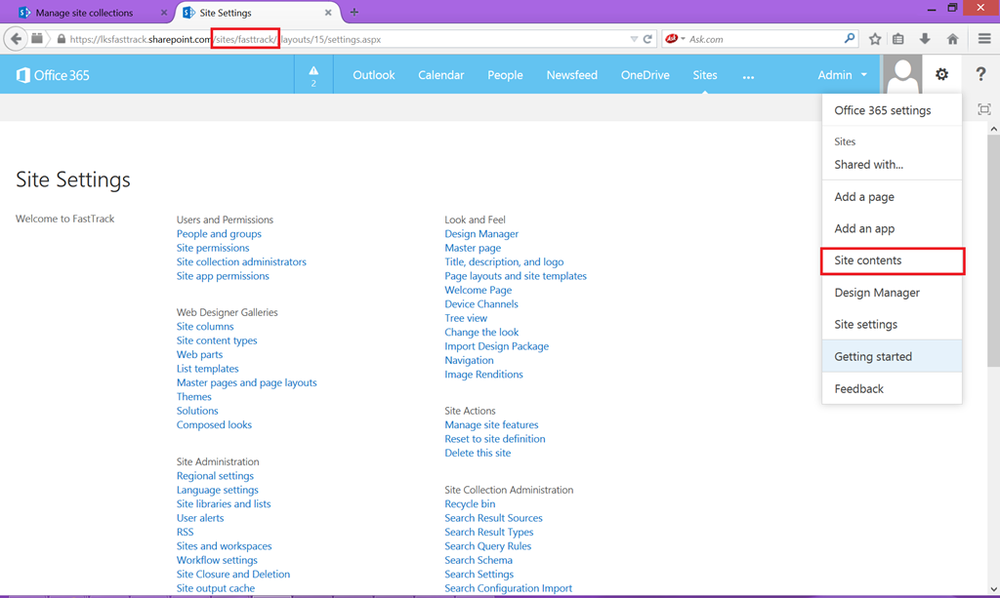 Manage site collections
Site Settings
https://lksfasttrack.sharepoint.com/sites/fasttrack/_layouts/15/settings.aspx
Ask
Ask.com
Office 365
2
Outlook
Calendar
People
Newsfeed
OneDrive
Sites
...
Admin
?
Office 365 settings
Sites
Shared with...
Add a page
Add an app
Site contents
Design Manager
Site settings
Getting started
Feedback
Site Settings
Welcome to FastTrack
Users and Permissions
People and groups
Site permissions
Site collection administrators
Site app permissions
Web Designer Galleries
Site columns
Site content types
Web parts
List templates
Master pages and page layouts
Themes
Solutions
Composed looks
Site Administration
Regional settings
Language settings
Site libraries and lists
User alerts
RSS
Sites and workspaces
Workflow settings
Site Closure and Deletion
Site output cache
Look and Feel
Design Manager
Master page
Title, description, and logo
Page layouts and site templates
Welcome Page
Device Channels
Tree view
Change the look
Import Design Package
Navigation
Image Renditions
Site Actions
Manage site features
Reset to site definition
Delete this site
Site Collection Administration
Recycle bin
Search Result Sources
Search Result Types
Search Query Rules
Search Schema
Search Settings
Search Configuration Import